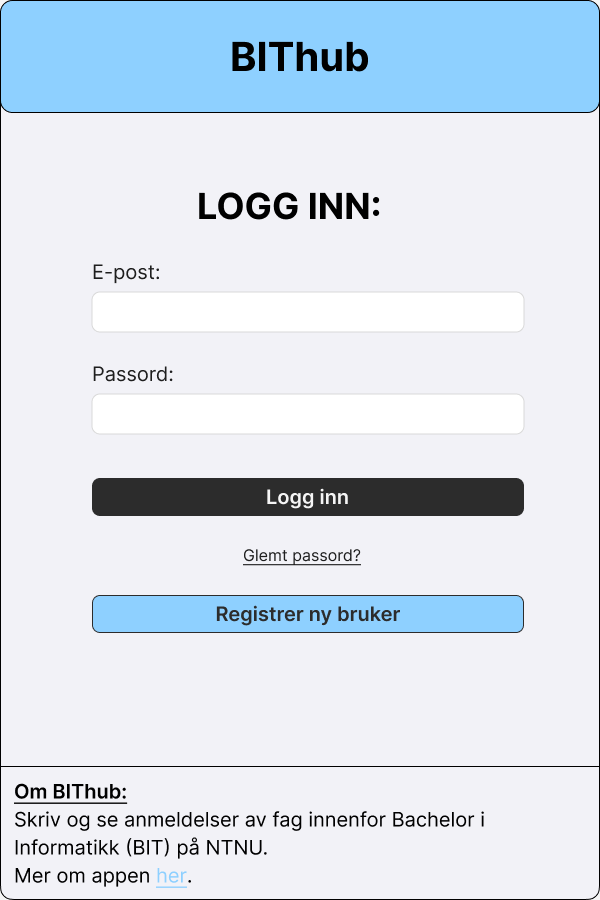 BIThub
LOGG INN:
E-post:
Passord:
Logg inn
Glemt passord?
Registrer ny bruker
Om BIThub:
Skriv og se anmeldelser av fag innenfor Bachelor i
Informatikk (BIT) på NTNU.
Mer om appen her.